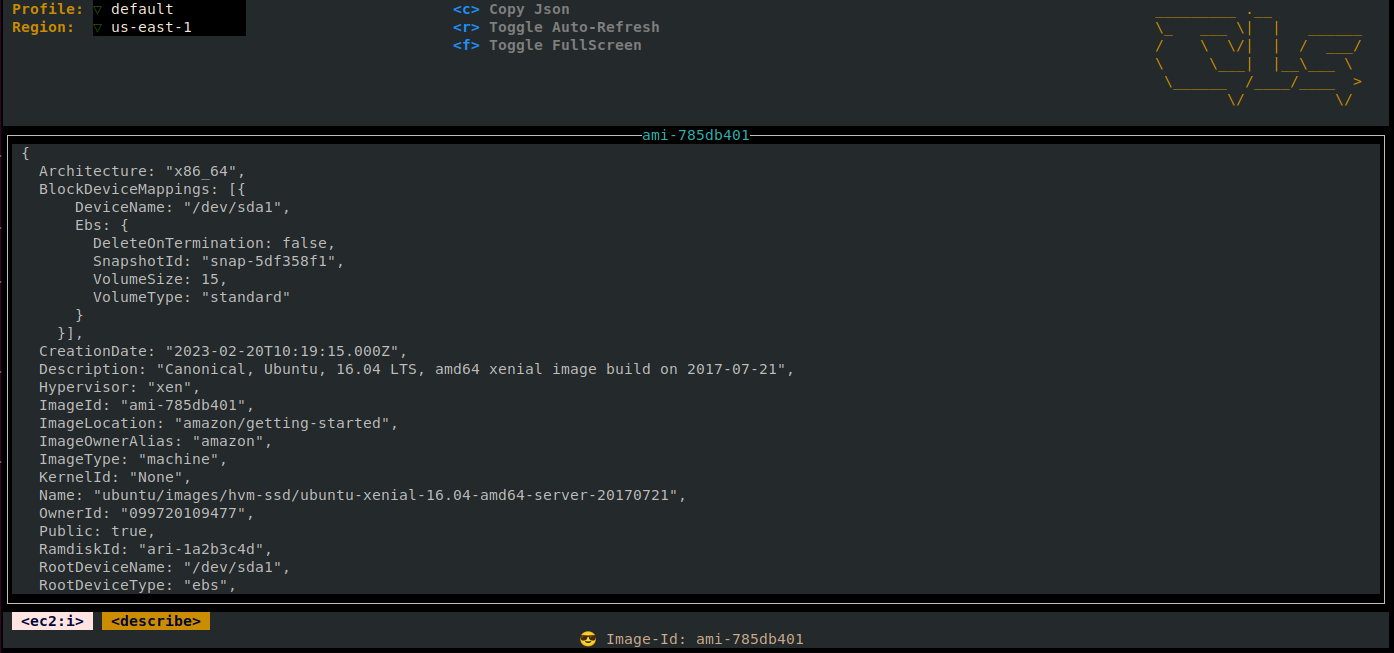 Profile: ▽ default
Region: ▽ us-east-1
<c> Copy Json
<r> Toggle Auto-Refresh
<f> Toggle FullScreen
ami-785db401
{
  Architecture: "x86_64",
  BlockDeviceMappings: [{
      DeviceName: "/dev/sda1",
      Ebs: {
        DeleteOnTermination: false,
        SnapshotId: "snap-5df358f1",
        VolumeSize: 15,
        VolumeType: "standard"
      }
    }],
  CreationDate: "2023-02-20T10:19:15.000Z",
  Description: "Canonical, Ubuntu, 16.04 LTS, amd64 xenial image build on 2017-07-21",
  Hypervisor: "xen",
  ImageId: "ami-785db401",
  ImageLocation: "amazon/getting-started",
  ImageOwnerAlias: "amazon",
  ImageType: "machine",
  KernelId: "None",
  Name: "ubuntu/images/hvm-ssd/ubuntu-xenial-16.04-amd64-server-20170721",
  OwnerId: "099720109477",
  Public: true,
  RamdiskId: "ari-1a2b3c4d",
  RootDeviceName: "/dev/sda1",
  RootDeviceType: "ebs",
<ec2:i> <describe>
😎 Image-Id: ami-785db401